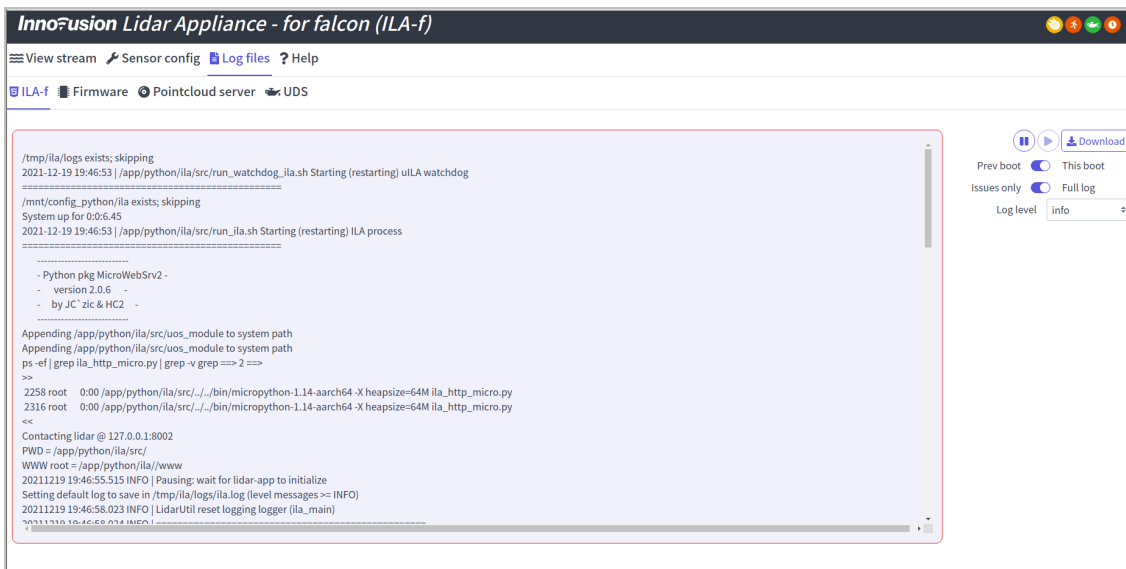 Innofusion Lidar Appliance - for falcon (ILA-f)
View stream Sensor config Log files ? Help
ILA-f Firmware Pointcloud server UDS
/tmp/ila/logs exists; skipping
2021-12-19 19:46:53 | /app/python/ila/src/run_watchdog_ila.sh Starting (restarting) uILA watchdog
================================================
/mnt/config_python/ila exists; skipping
System up for 0:0:6.45
2021-12-19 19:46:53 | /app/python/ila/src/run_ila.sh Starting (restarting) ILA process
================================================
---------------------------
- Python pkg MicroWebSrv2 -
- version 2.0.6 -
- by JC`zic & HC2 -
---------------------------
Appending /app/python/ila/src/uos_module to system path
Appending /app/python/ila/src/uos_module to system path
ps -ef | grep ila_http_micro.py | grep -v grep ==> 2 ==>
>>
2258 root 0:00 /app/python/ila/src/../../bin/micropython-1.14-aarch64 -X heapsize=64M ila_http_micro.py
2316 root 0:00 /app/python/ila/src/../../bin/micropython-1.14-aarch64 -X heapsize=64M ila_http_micro.py
<<
Contacting lidar @ 127.0.0.1:8002
PWD = /app/python/ila/src/
WWW root = /app/python/ila//www
20211219 19:46:55.515 INFO | Pausing: wait for lidar-app to initialize
Setting default log to save in /tmp/ila/logs/ila.log (level messages >= INFO)
20211219 19:46:58.023 INFO | LidarUtil reset logging logger (ila_main)
20211219 19:46:58.024 INFO | ==================================================
Download
Prev boot This boot
Issues only Full log
Log level info